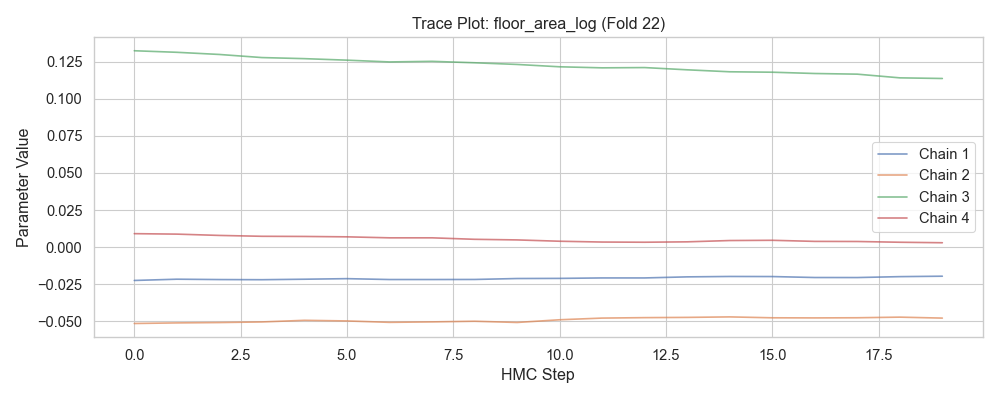 Trace Plot: floor_area_log (Fold 22)
Parameter Value
0.125
0.100
0.075
0.050
0.025
0.000
−0.025
−0.050
Chain 1
Chain 2
Chain 3
Chain 4
0.0 2.5 5.0 7.5 10.0 12.5 15.0 17.5
HMC Step